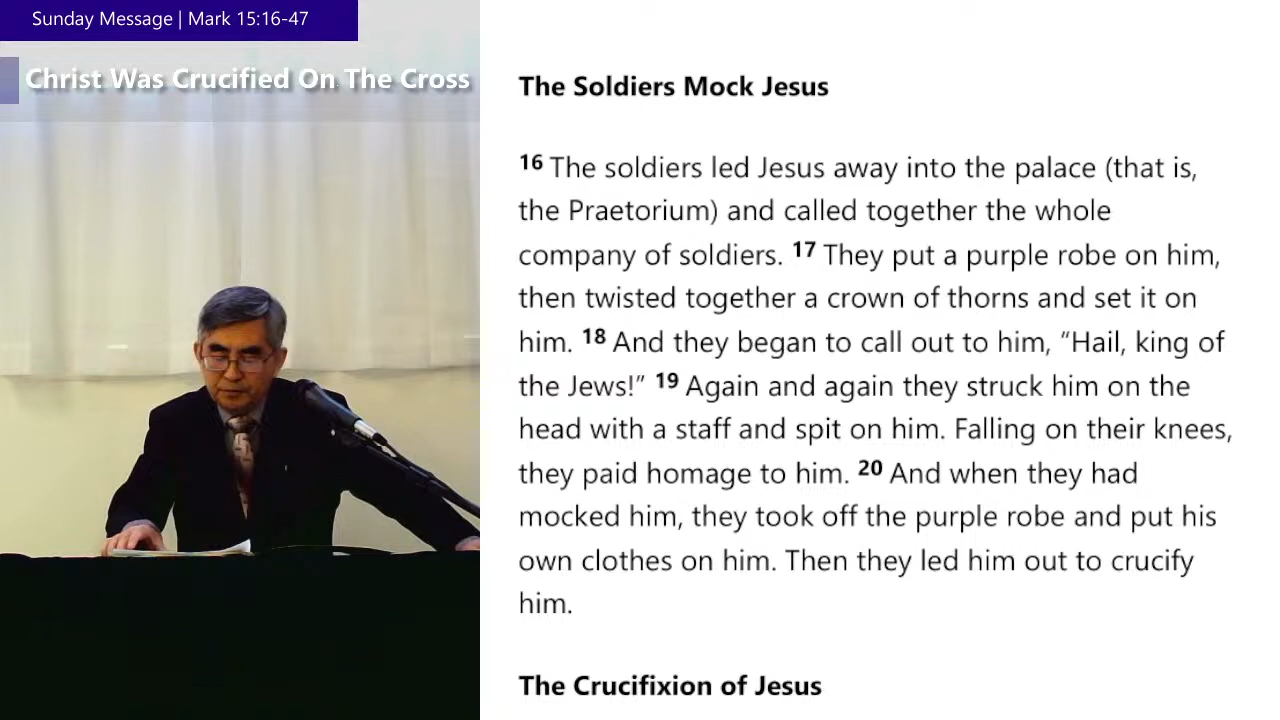 Sunday Message | Mark 15:16-47
Christ Was Crucified On The Cross
The Soldiers Mock Jesus
16 The soldiers led Jesus away into the palace (that is,
the Praetorium) and called together the whole
company of soldiers. 17 They put a purple robe on him,
then twisted together a crown of thorns and set it on
him. 18 And they began to call out to him, “Hail, king of
the Jews!” 19 Again and again they struck him on the
head with a staff and spit on him. Falling on their knees,
they paid homage to him. 20 And when they had
mocked him, they took off the purple robe and put his
own clothes on him. Then they led him out to crucify
him.
The Crucifixion of Jesus